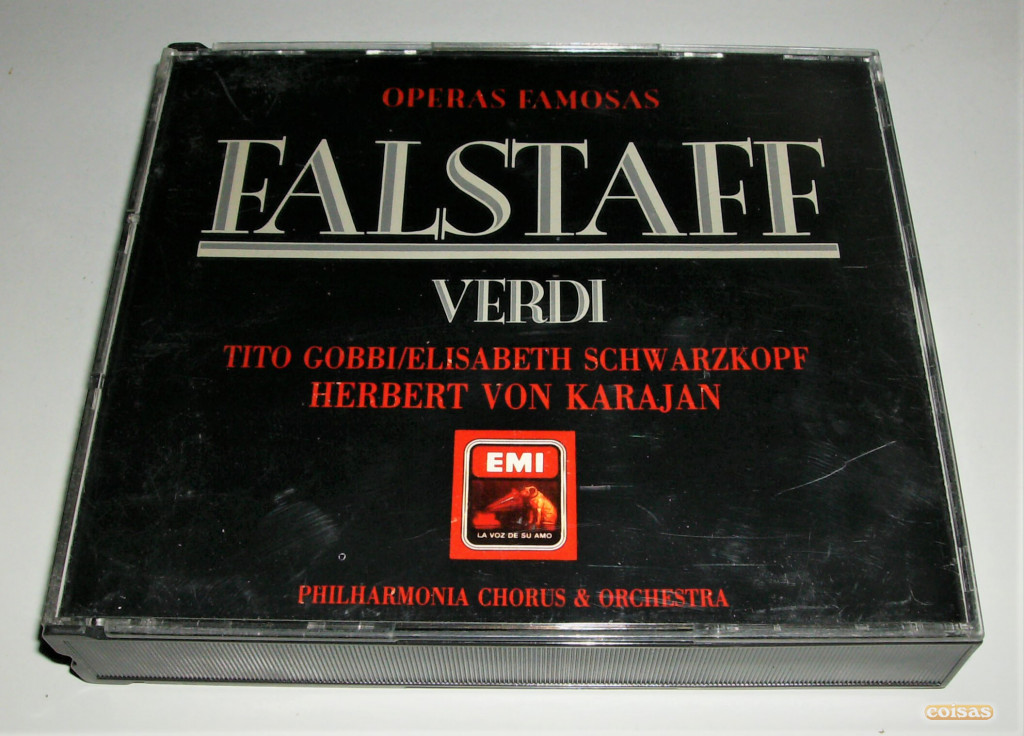 OPERAS FAMOSAS
FALSTAFF
VERDI
TITO GOBBI/ELISABETH SCHWARZKOPF
HERBERT VON KARAJAN
EMI
LA VOZ DE SU AMO
PHILHARMONIA CHORUS & ORCHESTRA
coisas